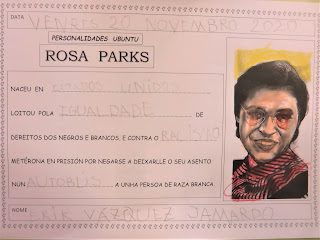 DATA VENRES 20 NOVEMBRO 2020
PERSONALIDADES UBUNTU
ROSA PARKS
NACEU EN ESTADOS UNIDOS
LOITOU POLA IGUALDADE DE
DEREITOS DOS NEGROS E BRANCOS, E CONTRA O RACISMO
METÉRONA EN PRISIÓN POR NEGARSE A DEIXARLLE O SEU ASENTO
NUN AUTOBUS A UNHA PERSOA DE RAZA BRANCA.
NOME ERIK VÁZQUEZ JAMARDO